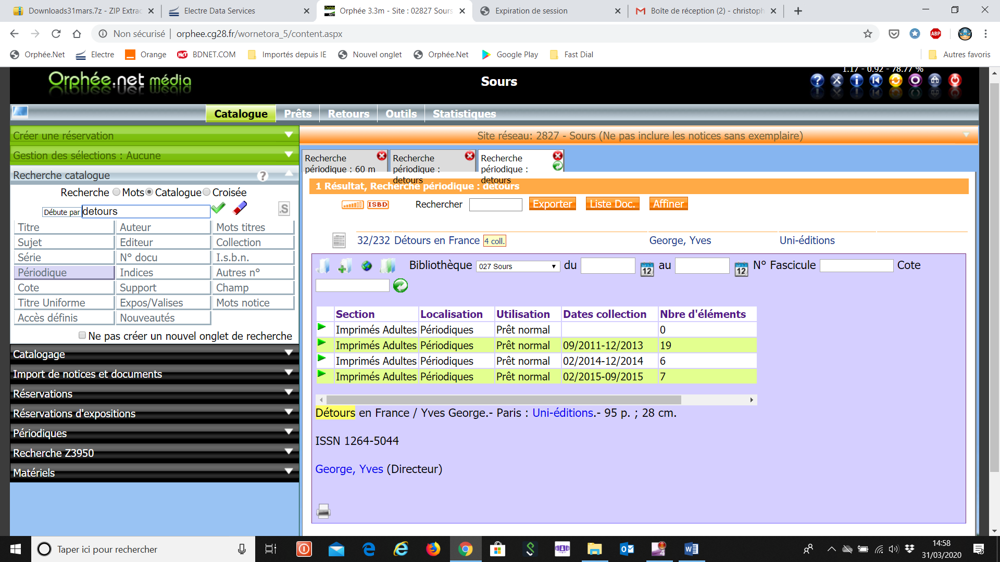 Downloads31mars.7z - ZIP Extrac
Electre Data Services
Orphée 3.3m - Site : 02827 Sours
Expiration de session
Boîte de réception (2) - christoph
Non sécurisé | orphee.cg28.fr/wornetora_5/content.aspx
ABP
Orphée.Net
Electre
Orange
BDNET.COM
Importés depuis IE
Nouvel onglet
Orphée.Net
Google Play
Fast Dial
Autres favoris
Orphée.net média
Sours
1.17 - 0.92 - 78.77 %
Catalogue
Prêts
Retours
Outils
Statistiques
Créer une réservation
Gestion des sélections : Aucune
Recherche catalogue
?
Recherche Mots Catalogue Croisée
Débute par detours
.S
Titre Auteur Mots titres
Sujet Editeur Collection
Série N° docu I.s.b.n.
Périodique Indices Autres n°
Cote Support Champ
Titre Uniforme Expos/Valises Mots notice
Accès définis Nouveautés
Ne pas créer un nouvel onglet de recherche
Catalogage
Import de notices et documents
Réservations
Réservations d'expositions
Périodiques
Recherche Z3950
Matériels
Site réseau: 2827 - Sours (Ne pas inclure les notices sans exemplaire)
Recherche
périodique : 60 m
Recherche
périodique :
detours
Recherche
périodique :
detours
1 Résultat, Recherche périodique : detours
ISBD
Rechercher
Exporter
Liste Doc.
Affiner
32/232 Détours en France 4 coll. George, Yves Uni-éditions
Bibliothèque 027 Sours du 12 au 12 N° Fascicule Cote
Section Localisation Utilisation Dates collection Nbre d'éléments
Imprimés Adultes Périodiques Prêt normal 0
Imprimés Adultes Périodiques Prêt normal 09/2011-12/2013 19
Imprimés Adultes Périodiques Prêt normal 02/2014-12/2014 6
Imprimés Adultes Périodiques Prêt normal 02/2015-09/2015 7
Détours en France / Yves George.- Paris : Uni-éditions.- 95 p. ; 28 cm.
ISSN 1264-5044
George, Yves (Directeur)
Taper ici pour rechercher
14:58
31/03/2020